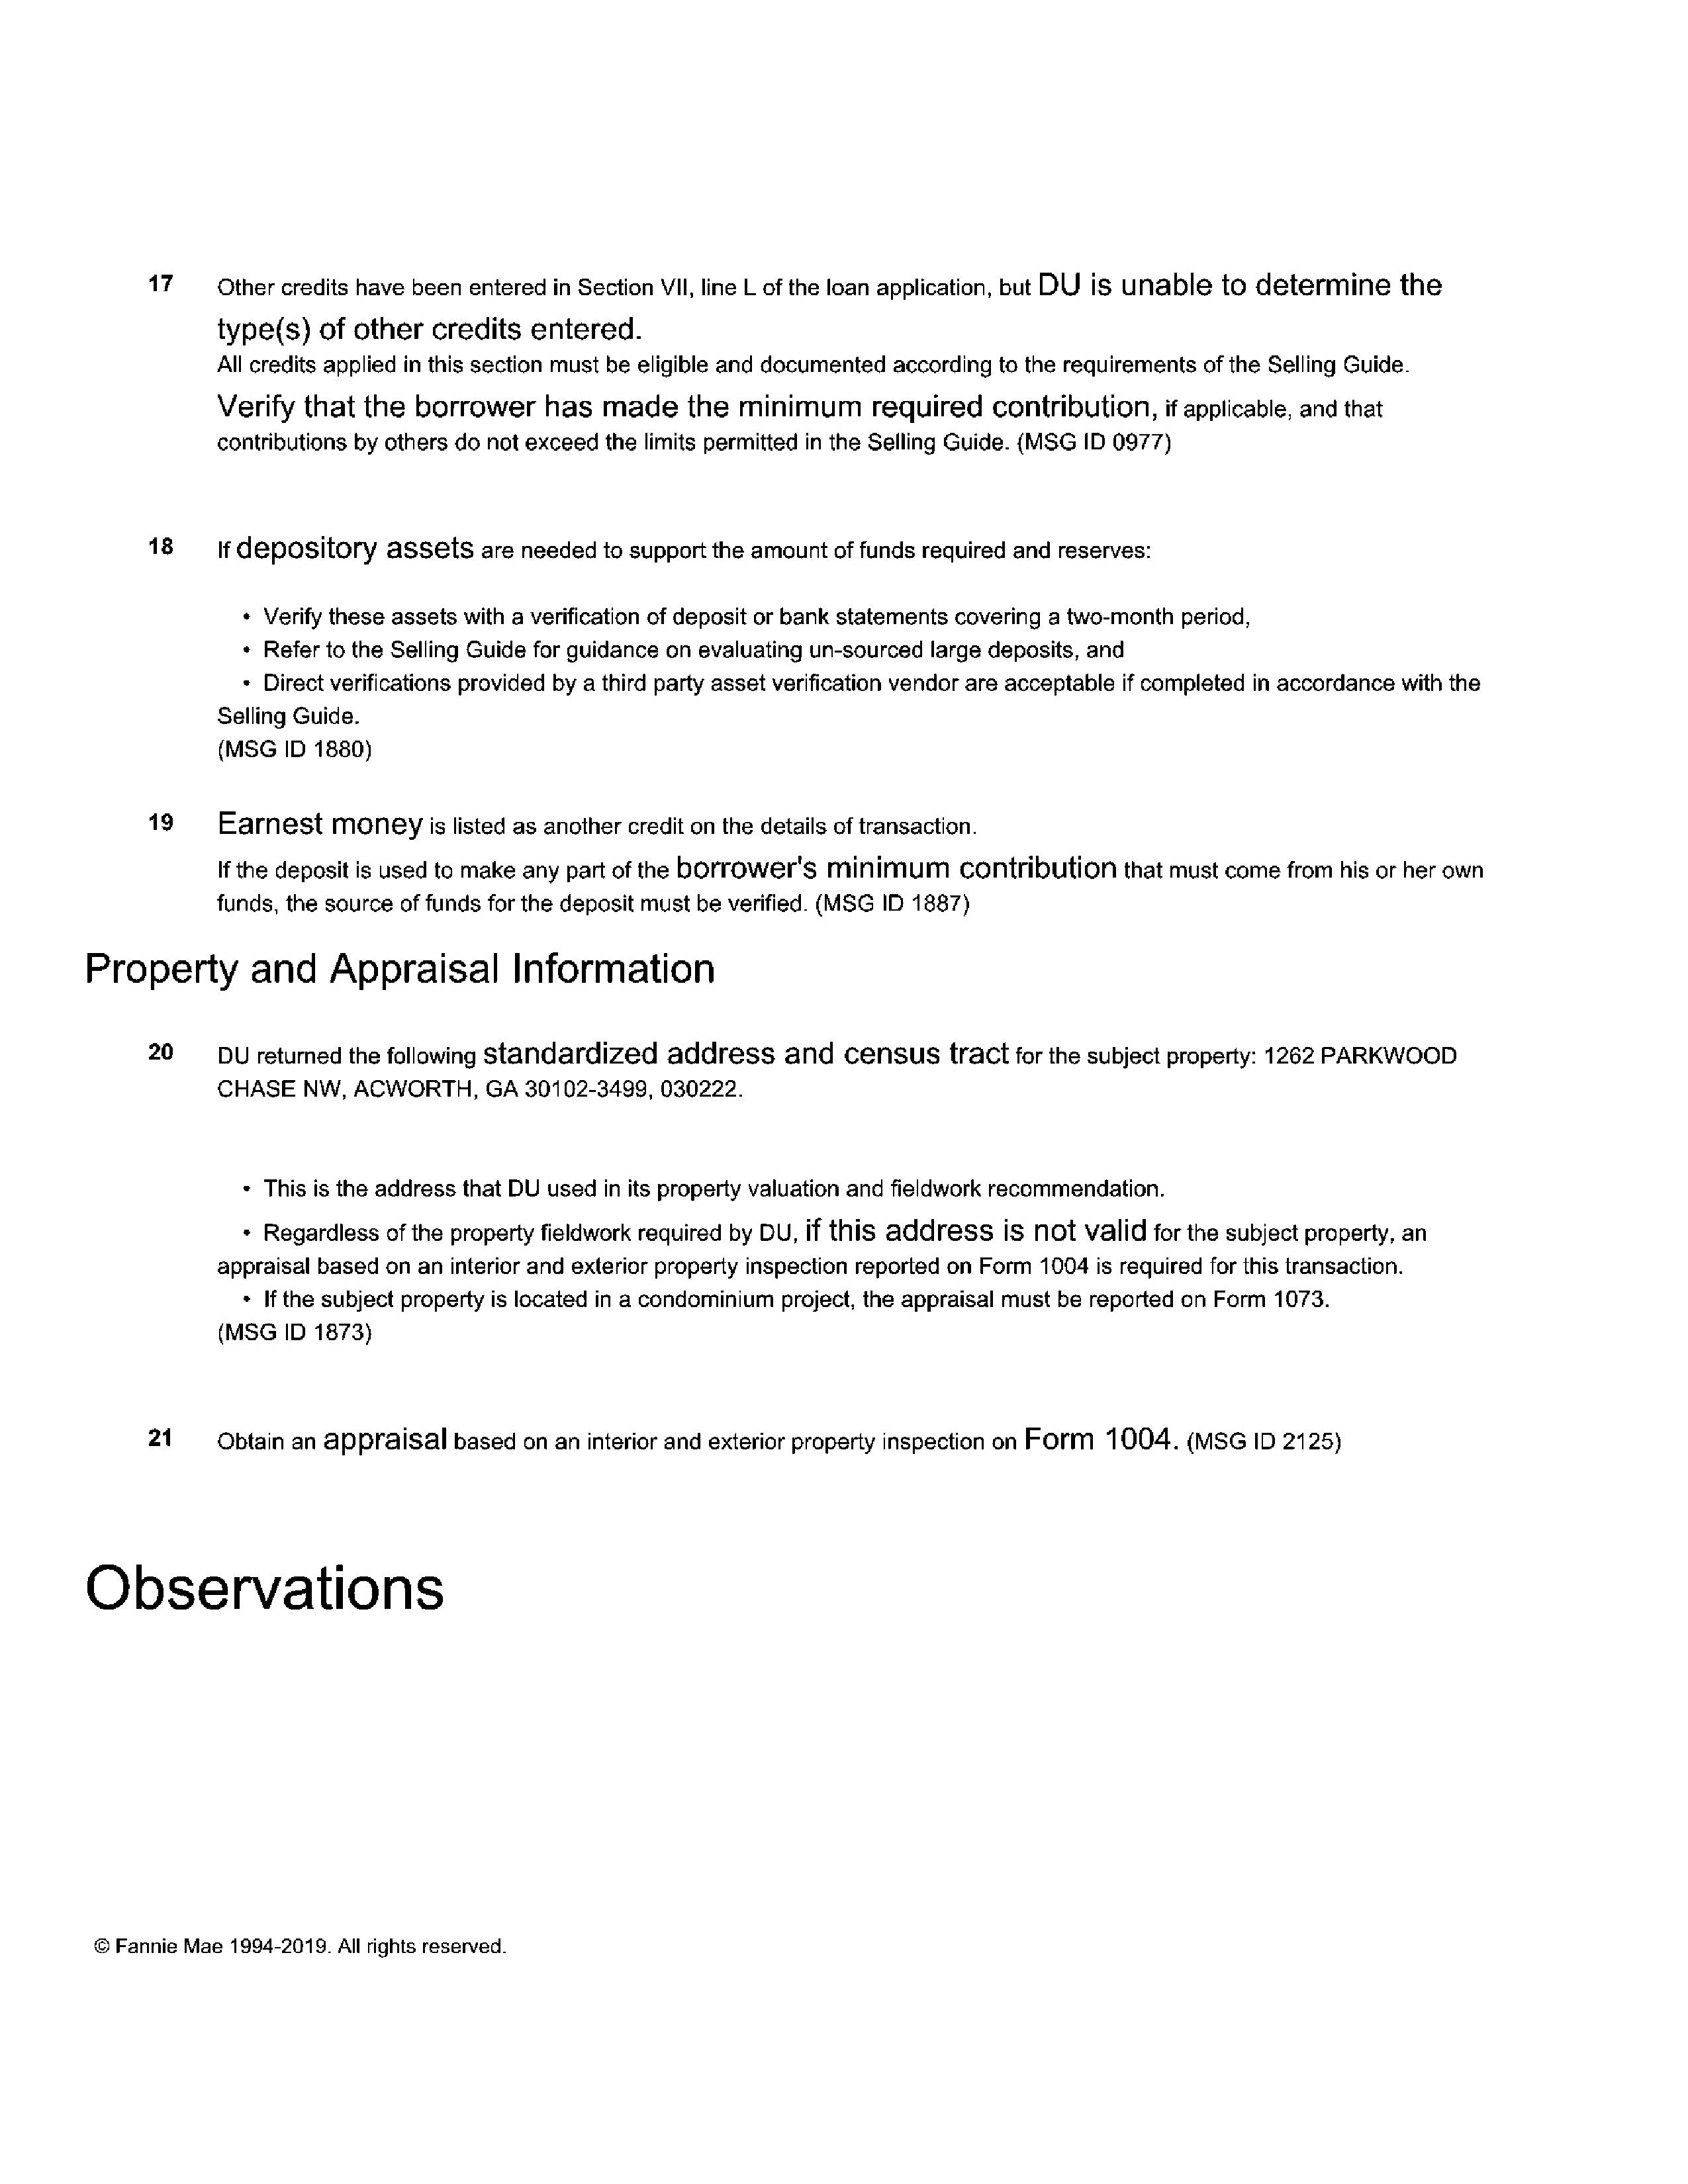 17 Other credits have been entered in Section VII, line L of the loan application, but DU is unable to determine the
type(s) of other credits entered.
All credits applied in this section must be eligible and documented according to the requirements of the Selling Guide.
Verify that the borrower has made the minimum required contribution, if applicable, and that
contributions by others do not exceed the limits permitted in the Selling Guide. (MSG ID 0977)
18 If depository assets are needed to support the amount of funds required and reserves:
• Verify these assets with a verification of deposit or bank statements covering a two-month period,
• Refer to the Selling Guide for guidance on evaluating un-sourced large deposits, and
• Direct verifications provided by a third party asset verification vendor are acceptable if completed in accordance with the
Selling Guide.
(MSG ID 1880)
19 Earnest money is listed as another credit on the details of transaction.
If the deposit is used to make any part of the borrower's minimum contribution that must come from his or her own
funds, the source of funds for the deposit must be verified. (MSG ID 1887)
Property and Appraisal Information
20 DU returned the following standardized address and census tract for the subject property: 1262 PARKWOOD
CHASE NW, ACWORTH, GA 30102-3499, 030222.
• This is the address that DU used in its property valuation and fieldwork recommendation.
• Regardless of the property fieldwork required by DU, if this address is not valid for the subject property, an
appraisal based on an interior and exterior property inspection reported on Form 1004 is required for this transaction.
• If the subject property is located in a condominium project, the appraisal must be reported on Form 1073.
(MSG ID 1873)
21 Obtain an appraisal based on an interior and exterior property inspection on Form 1004. (MSG ID 2125)
Observations
© Fannie Mae 1994-2019. All rights reserved.